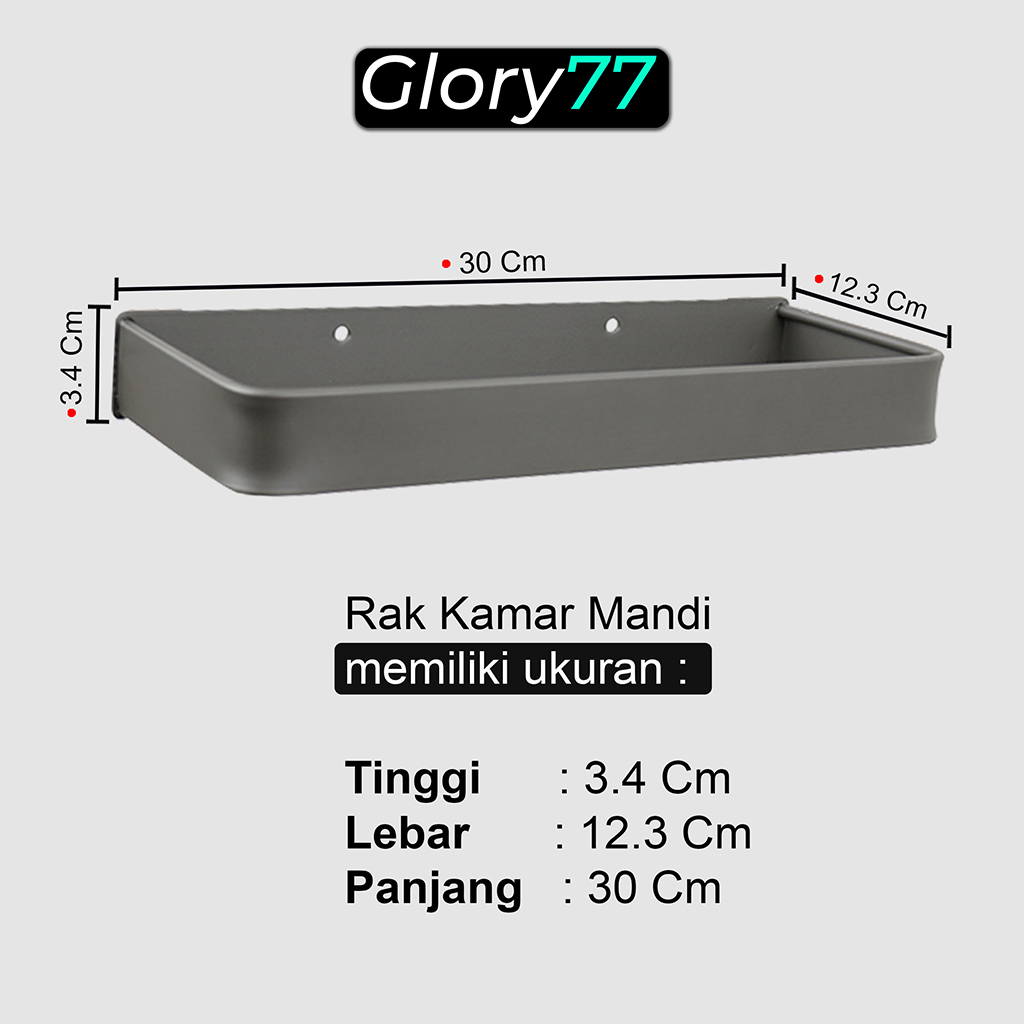 Glory77
30 Cm
12.3 Cm
3.4 Cm
Rak Kamar Mandi
memiliki ukuran :
Tinggi : 3.4 Cm
Lebar : 12.3 Cm
Panjang : 30 Cm